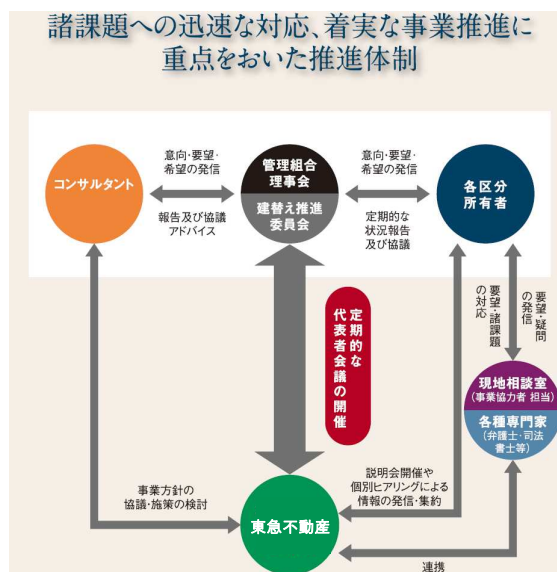 諸課題への迅速な対応、着実な事業推進に
重点をおいた推進体制
コンサルタント
意向・要望・
希望の発信
報告及び協議
アドバイス
管理組合
理事会
建替え推進
委員会
意向・要望・
希望の発信
定期的な
状況報告
及び協議
各区分
所有者
定期的な
代表者会議の開催
要望・疑問
の発信
要望・諸課題
の対応
現地相談室
(事業協力者 担当)
各種専門家
(弁護士・司法
書士等)
事業方針の
協議・施策の検討
東急不動産
説明会開催や
個別ヒアリングによる
情報の発信・集約
連携